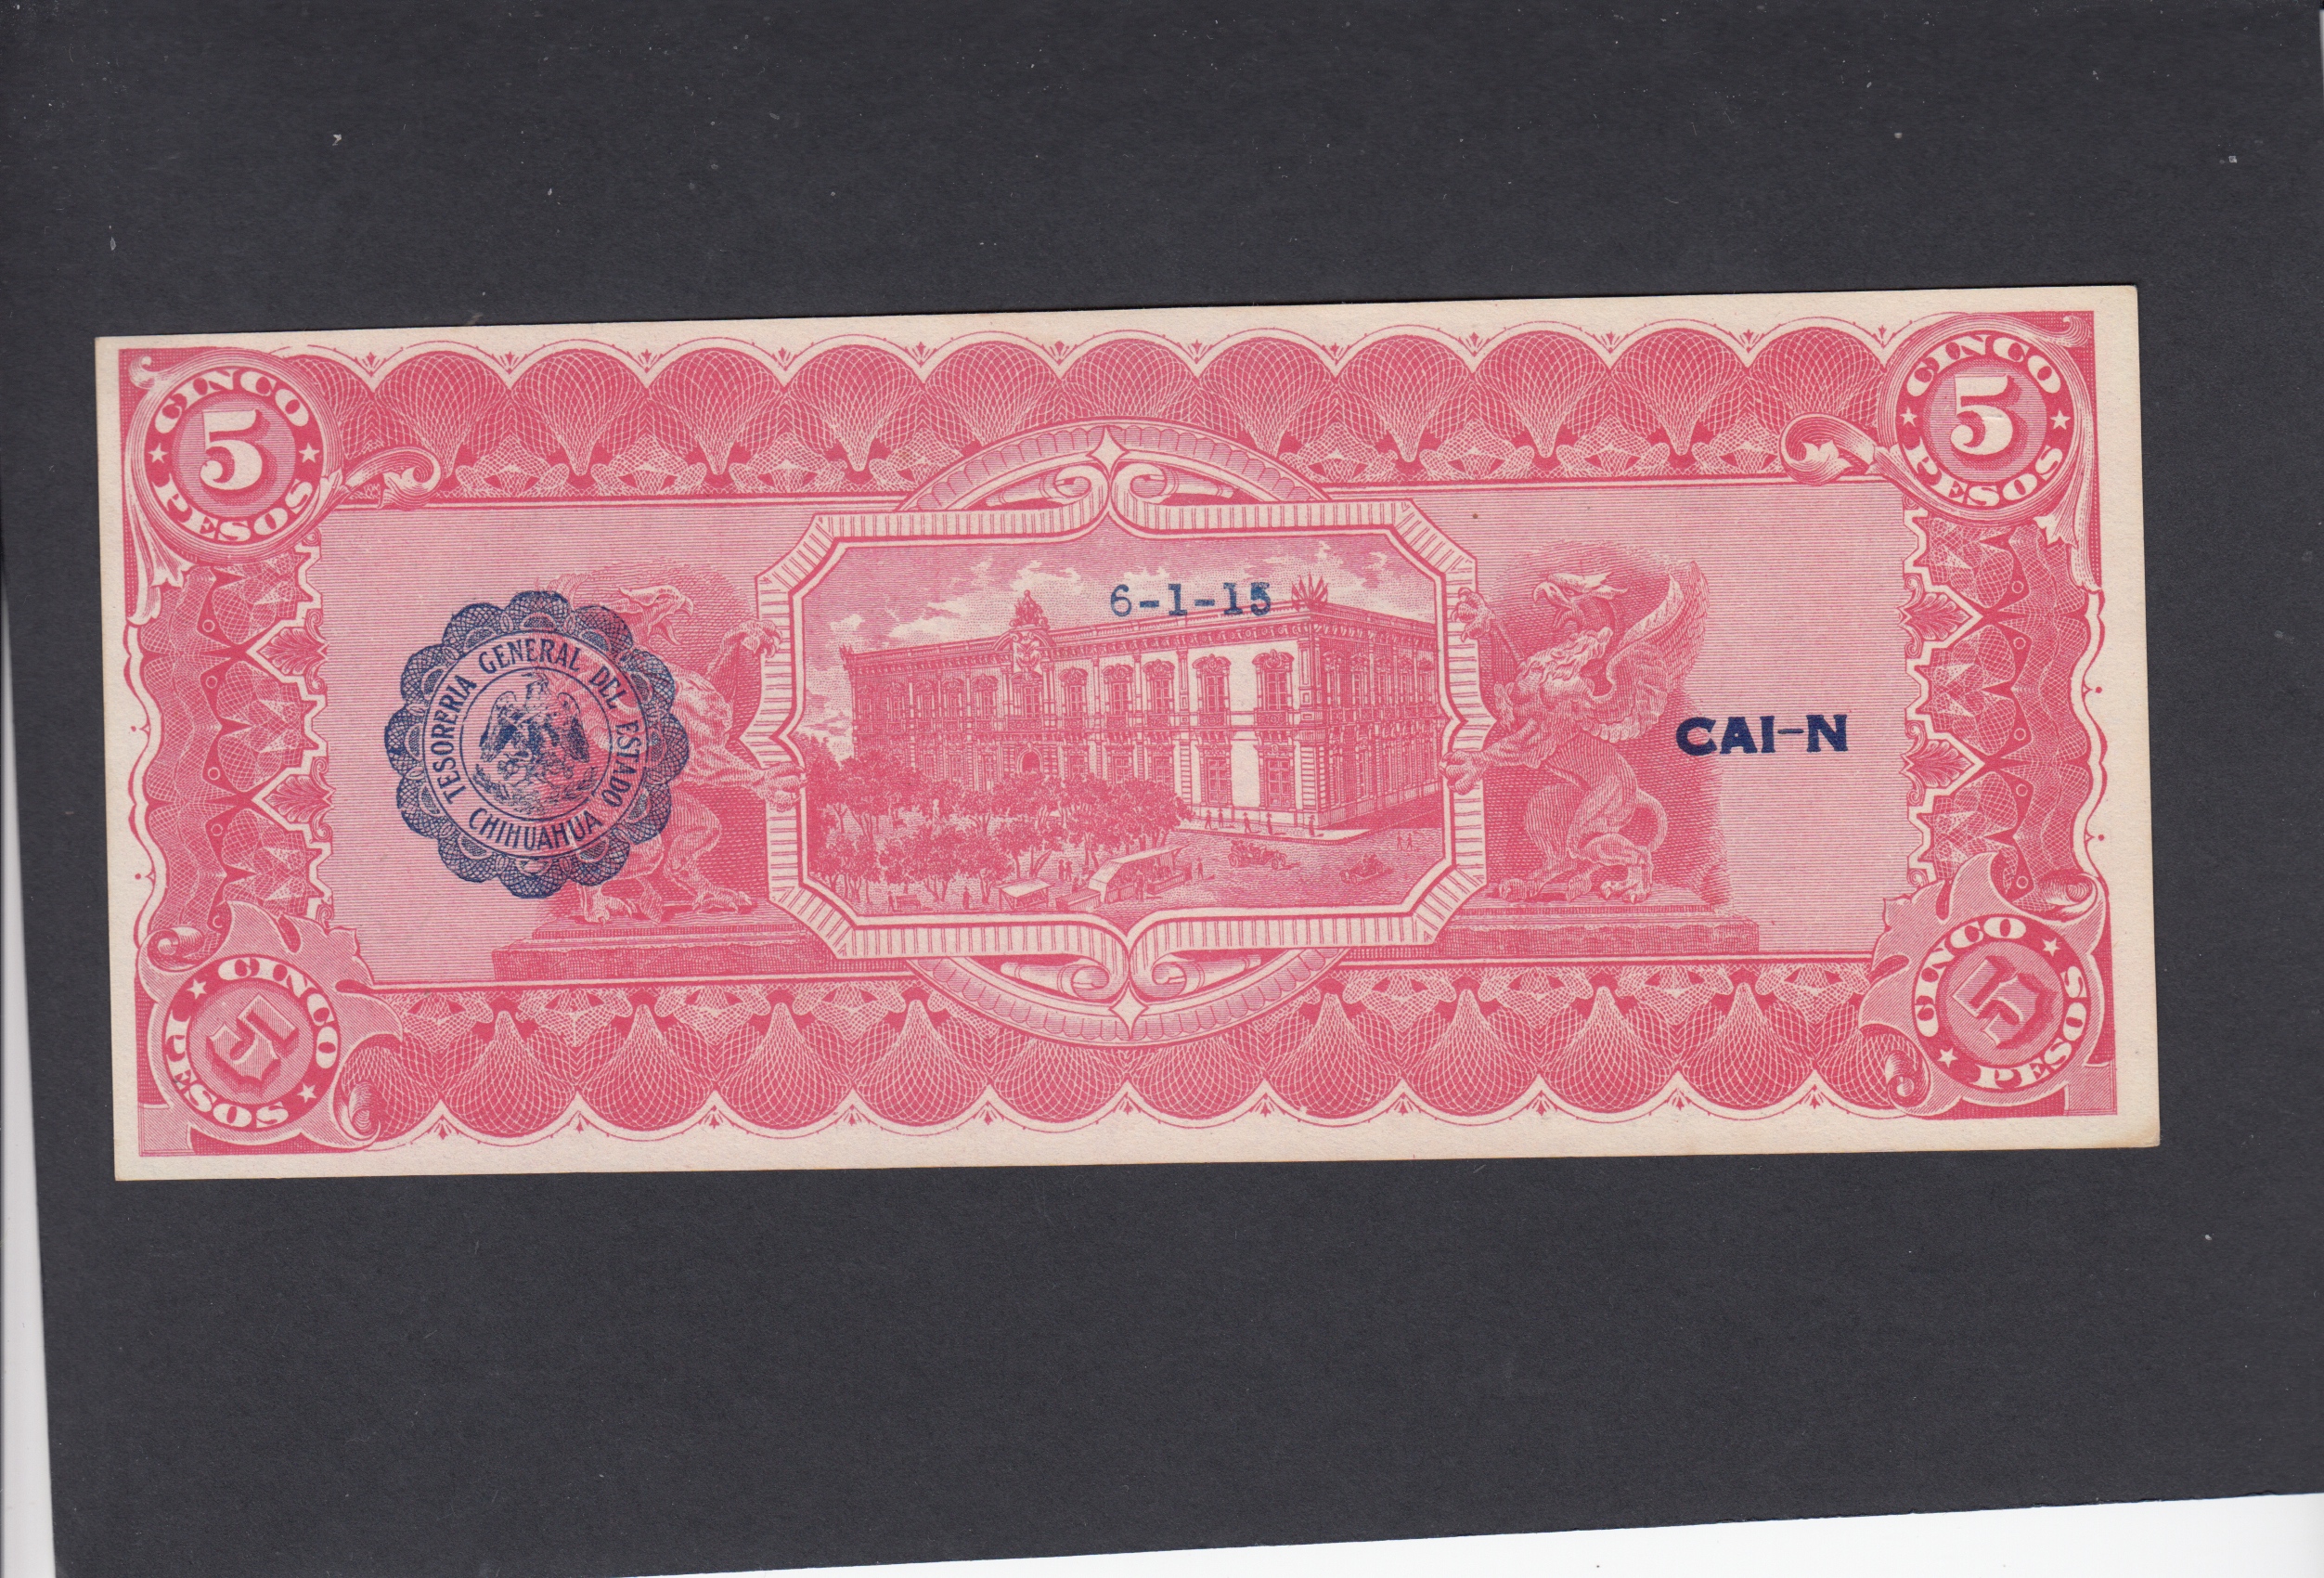 CINCO
5
PESOS
CINCO
5
PESOS
6-1-15
TESORERIA GENERAL DEL ESTADO
CHIHUAHUA
CAI-N
CINCO
5
PESOS
CINCO
5
PESOS